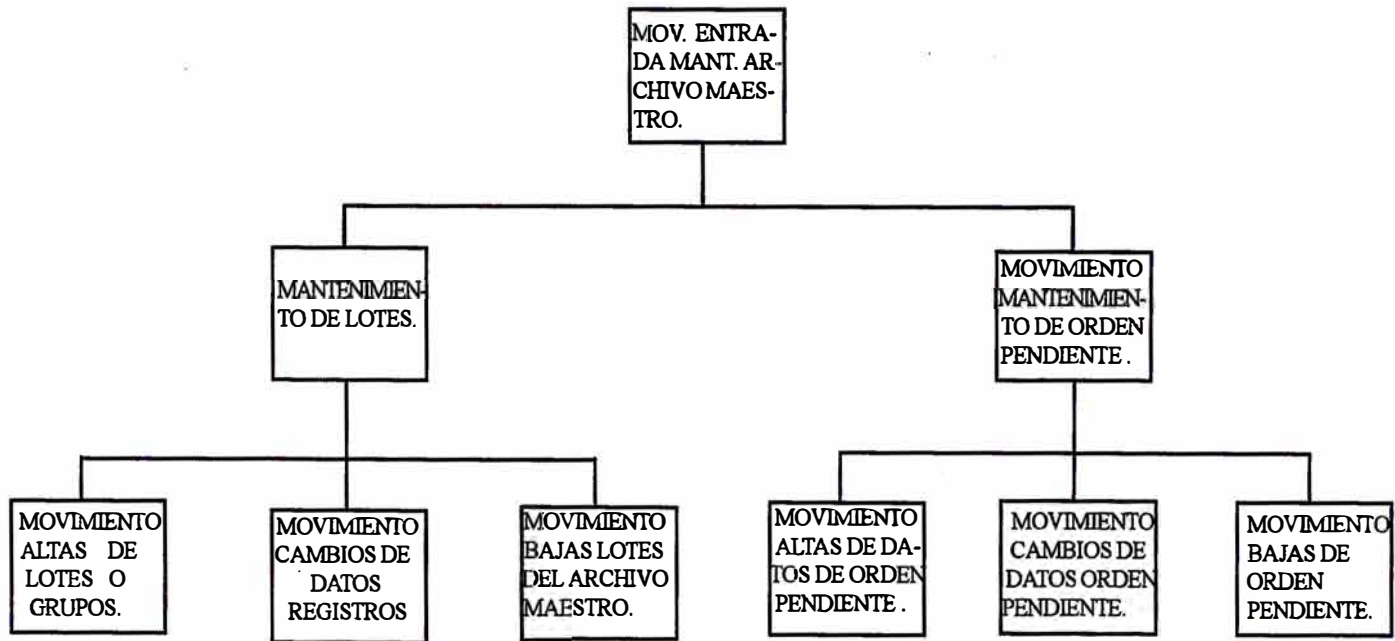 MOV. ENTRA-
DA MANT. AR-
CHIVO MAES-
TRO.
MANTENIMIEN-
TO DE LOTES.
MOVIMIENTO
MANTENIMIEN-
TO DE ORDEN
PENDIENTE .
MOVIMIENTO
ALTAS DE
LOTES O
GRUPOS.
MOVIMIENTO
CAMBIOS DE
DATOS
REGISTROS
MOVIMIENTO
BAJAS LOTES
DEL ARCHIVO
MAESTRO.
MOVIMIENTO
ALTAS DE DA-
TOS DE ORDEN
PENDIENTE .
MOVIMIENTO
CAMBIOS DE
DATOS ORDEN
PENDIENTE.
MOVIMIENTO
BAJAS DE
ORDEN
PENDIENTE.